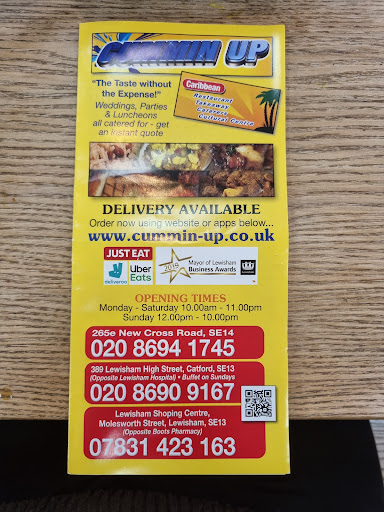 CUMMIN UP
"The Taste without
the Expense!"
Weddings, Parties
& Luncheons
all catered for - get
an instant quote
Caribbean
Restaurant
Takeaway
Caterers
Cultural Centre
DELIVERY AVAILABLE
Order now using website or apps below...
www.cummin-up.co.uk
JUST EAT
deliveroo
Uber
Eats
2019
Mayor of Lewisham
Business Awards
OPENING TIMES
Monday - Saturday 10.00am - 11.00pm
Sunday 12.00pm - 10.00pm
265e New Cross Road, SE14
020 8694 1745
389 Lewisham High Street, Catford, SE13
(Opposite Lewisham Hospital) • Buffet on Sundays
020 8690 9167
Lewisham Shoping Centre,
Molesworth Street, Lewisham, SE13
(Opposite Boots Pharmacy)
07831 423 163